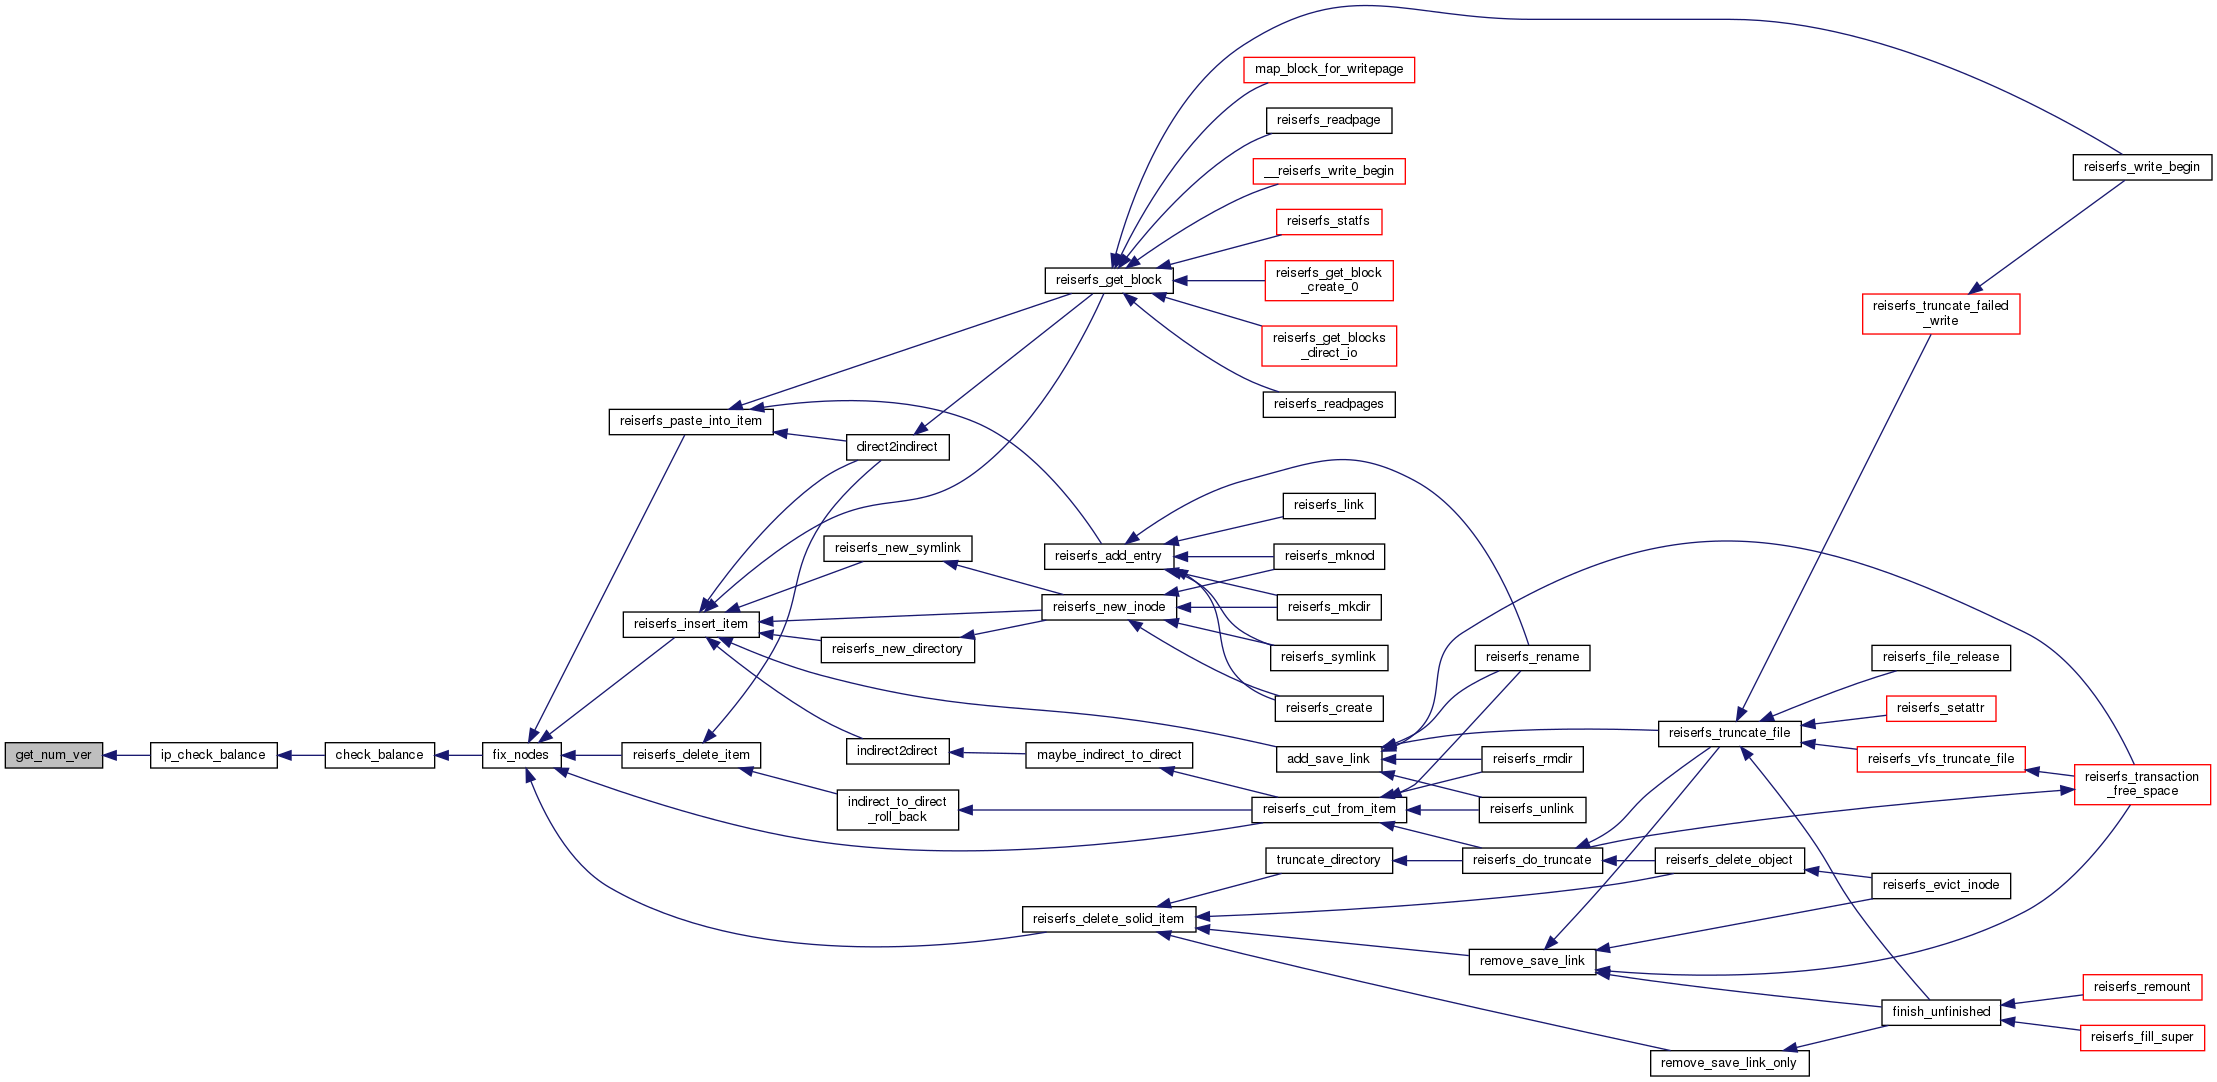 get_num_ver
ip_check_balance
check_balance
fix_nodes
reiserfs_paste_into_item
reiserfs_insert_item
reiserfs_delete_item
direct2indirect
reiserfs_new_symlink
reiserfs_new_directory
indirect2direct
indirect_to_direct
_roll_back
reiserfs_get_block
reiserfs_add_entry
reiserfs_new_inode
maybe_indirect_to_direct
reiserfs_delete_solid_item
map_block_for_writepage
reiserfs_readpage
__reiserfs_write_begin
reiserfs_statfs
reiserfs_get_block
_create_0
reiserfs_get_blocks
_direct_io
reiserfs_readpages
reiserfs_link
reiserfs_mknod
reiserfs_mkdir
reiserfs_symlink
reiserfs_create
add_save_link
reiserfs_cut_from_item
truncate_directory
reiserfs_rename
reiserfs_rmdir
reiserfs_unlink
reiserfs_do_truncate
remove_save_link
reiserfs_truncate_file
reiserfs_delete_object
remove_save_link_only
reiserfs_truncate_failed
_write
reiserfs_file_release
reiserfs_setattr
reiserfs_vfs_truncate_file
reiserfs_evict_inode
finish_unfinished
reiserfs_write_begin
reiserfs_transaction
_free_space
reiserfs_remount
reiserfs_fill_super